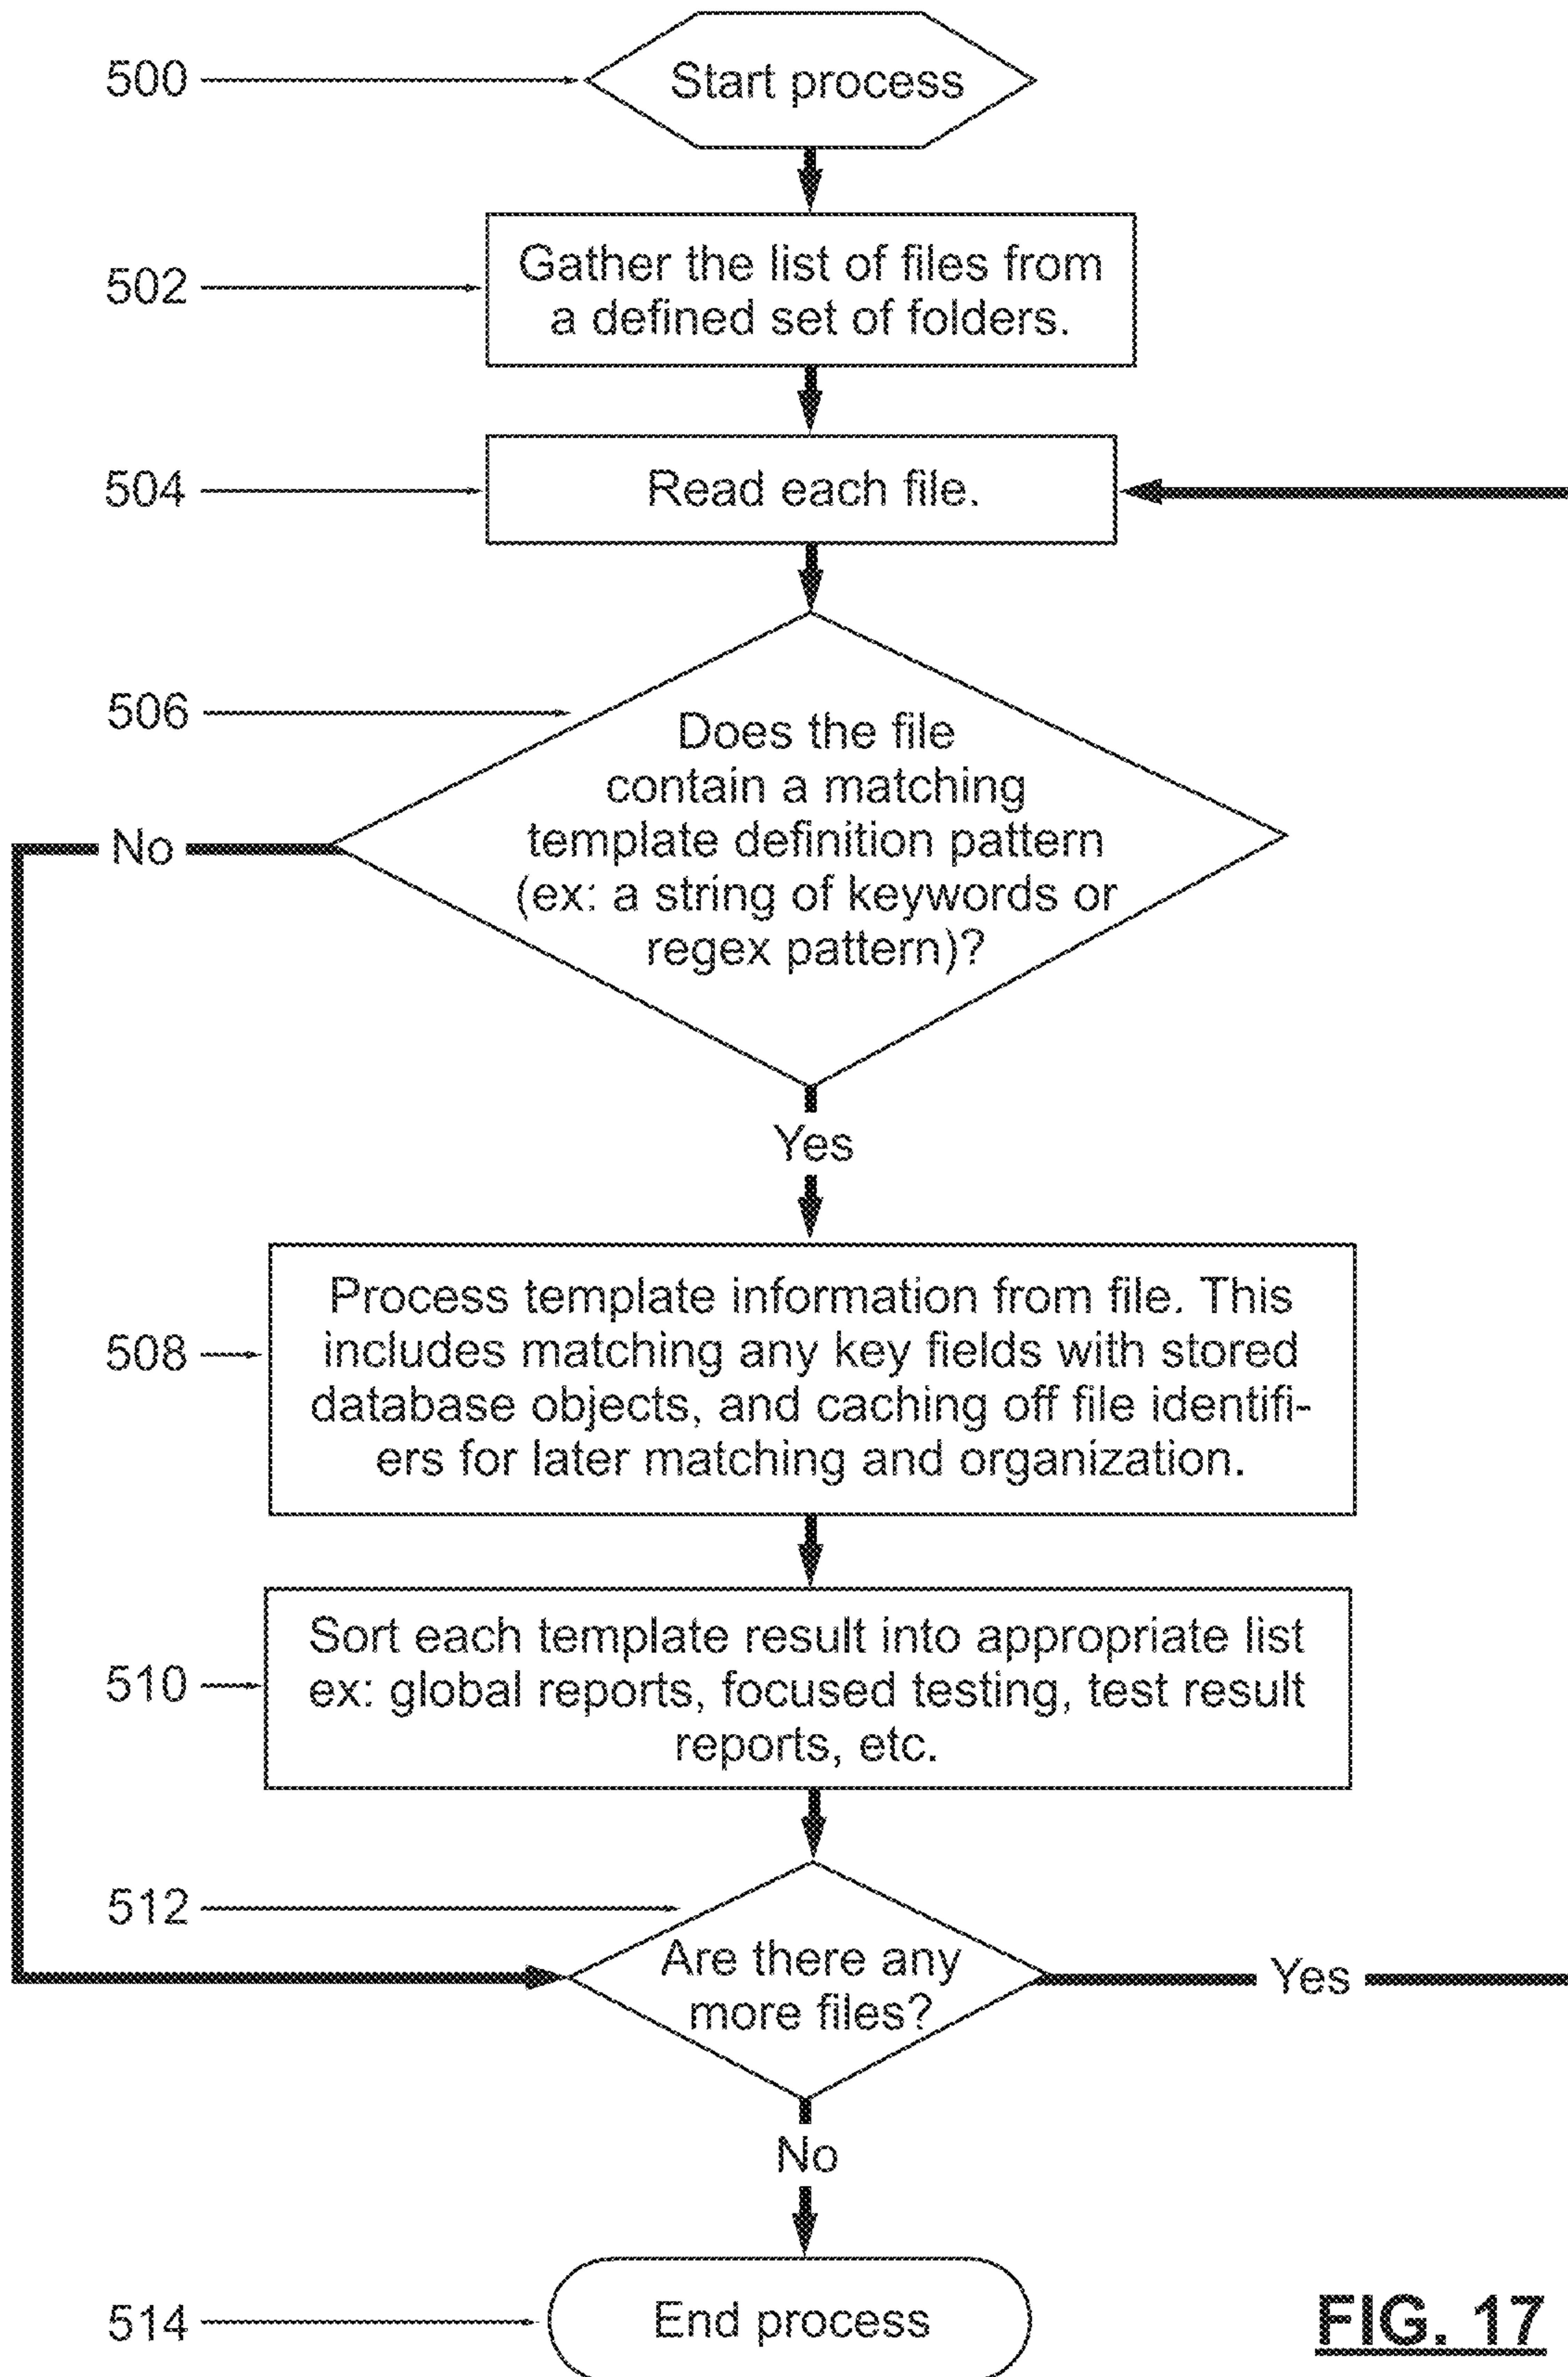 500
Start process
502
Gather the list of files from
a defined set of folders.
504
Read each file.
506
Does the file
contain a matching
template definition pattern
(ex: a string of keywords or
regex pattern)?
No
Yes
508
Process template information from file. This
includes matching any key fields with stored
database objects, and caching off file identifi-
ers for later matching and organization.
510
Sort each template result into appropriate list
ex: global reports, focused testing, test result
reports, etc.
512
Are there any
more files?
Yes
No
514
End process
FIG. 17